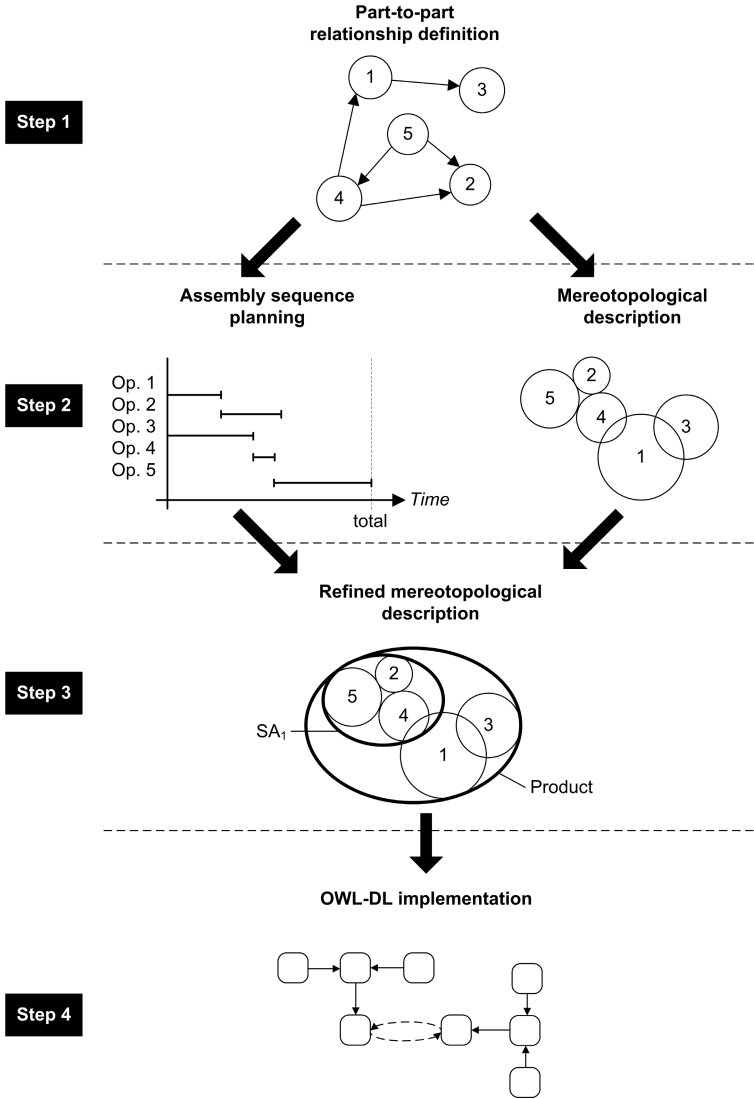 Part-to-part
relationship definition
Step 1
1
3
5
2
4
Assembly sequence
planning
Mereotopological
description
Step 2
Op. 1
Op. 2
Op. 3
Op. 4
Op. 5
Time
total
2
5
4
3
1
Refined mereotopological
description
Step 3
2
5
4
3
1
SA1
Product
OWL-DL implementation
Step 4